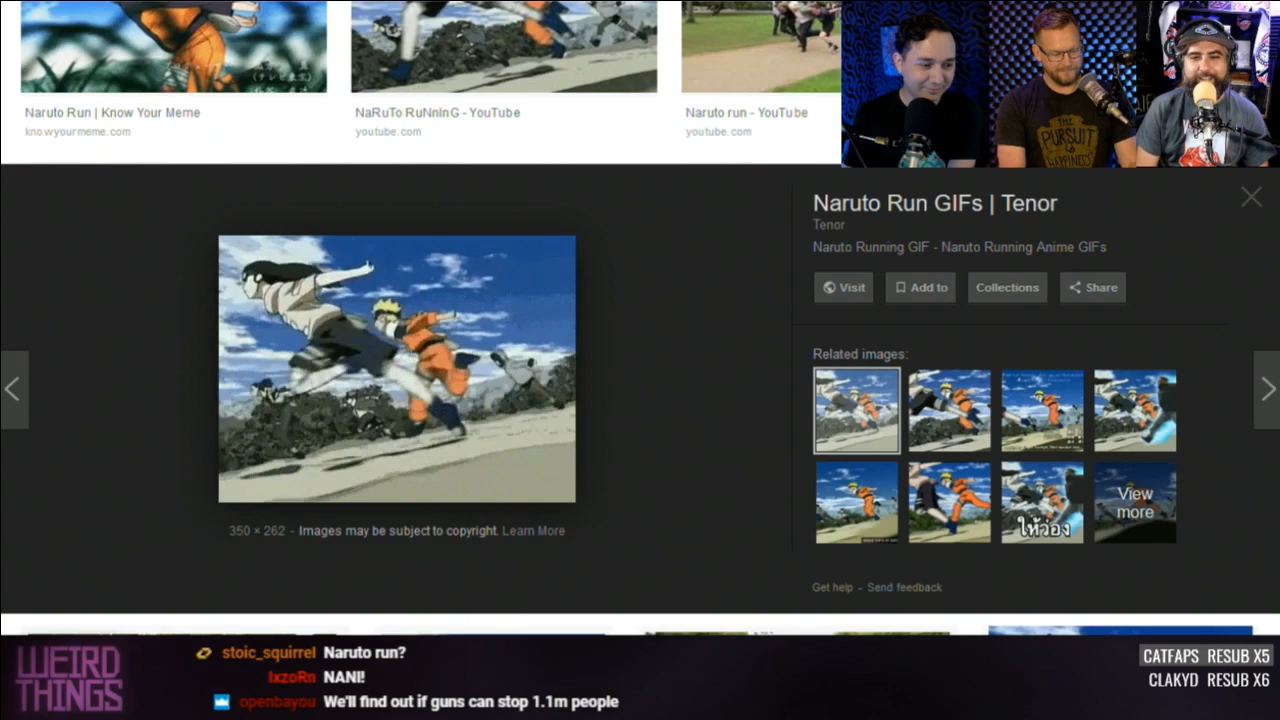 Naruto Run | Know Your Meme
knowyourmeme.com
NaRuTo RuNnInG - YouTube
youtube.com
Naruto run - YouTube
youtube.com
THE
PURSUIT
HAPPINESS
Naruto Run GIFs | Tenor
Tenor
Naruto Running GIF - Naruto Running Anime GIFs
Visit
Add to
Collections
Share
Related images:
ให้ว่อง
View
more
350 × 262 - Images may be subject to copyright. Learn More
Get help - Send feedback
WEIRD
THINGS
stoic_squirrel Naruto run?
lxzoRn NANI!
openbayou We'll find out if guns can stop 1.1m people
CATFAPS RESUB X5
CLAKYD RESUB X6